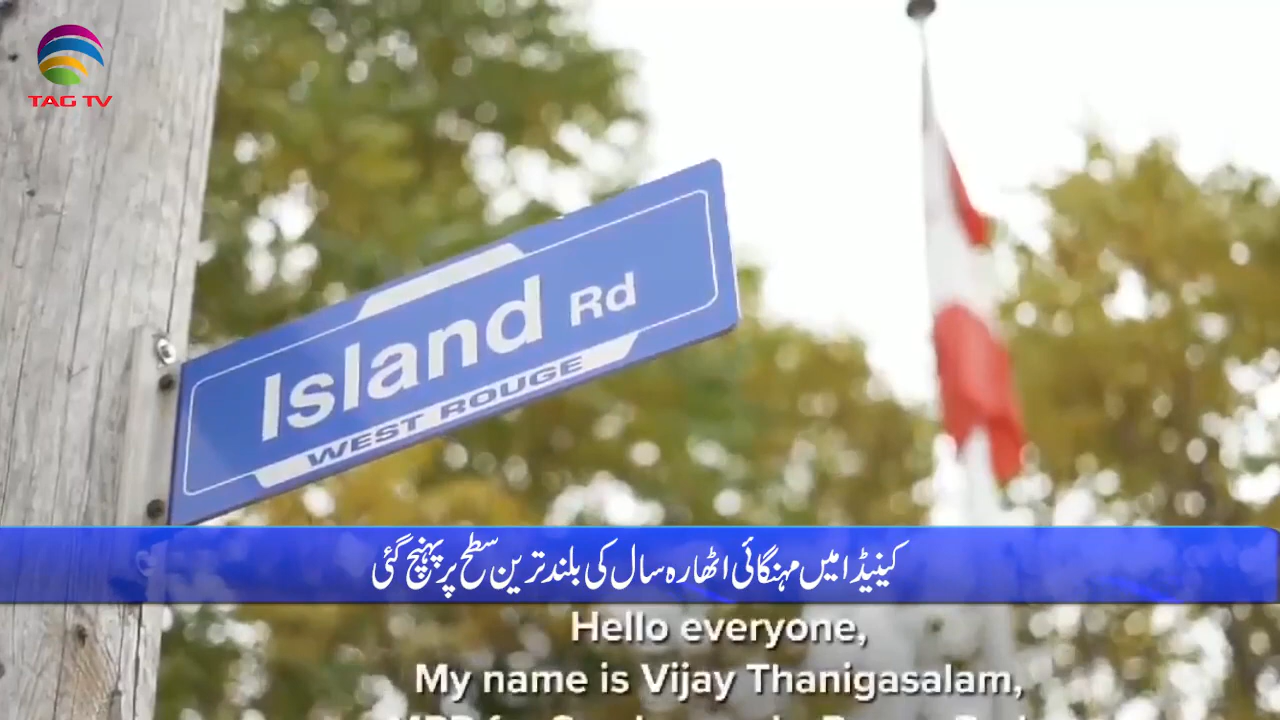 TAG TV
Island Rd
WEST ROUGE
کینیڈا میں مہنگائی اٹھارہ سال کی بلند ترین سطح پر پہنچ گئی
Hello everyone,
My name is Vijay Thanigasalam,